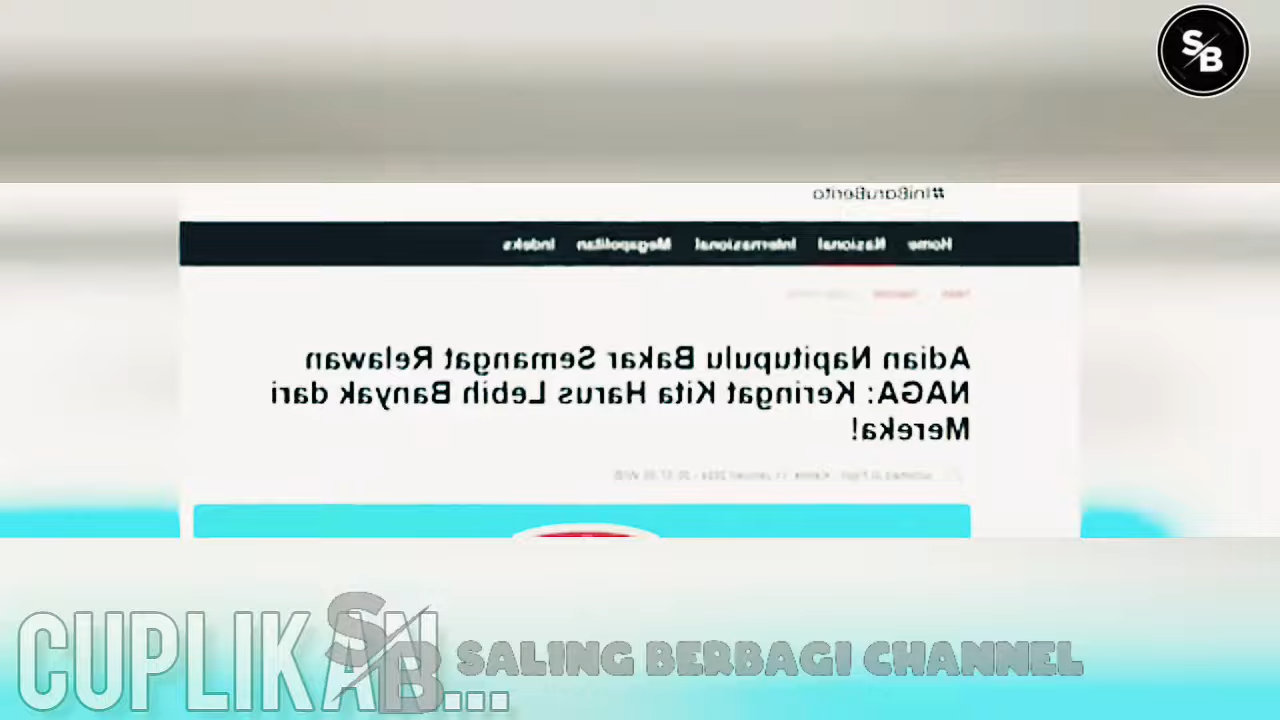 S/B
#IniBaruBerita
Home Nasional Internasional Megapolitan Indeks
Adian Napitupulu Bakar Semangat Relawan
NAGA: Keringat Kita Harus Lebih Banyak dari
Mereka!
CUPLIKAN...
S/B
SALING BERBAGI CHANNEL